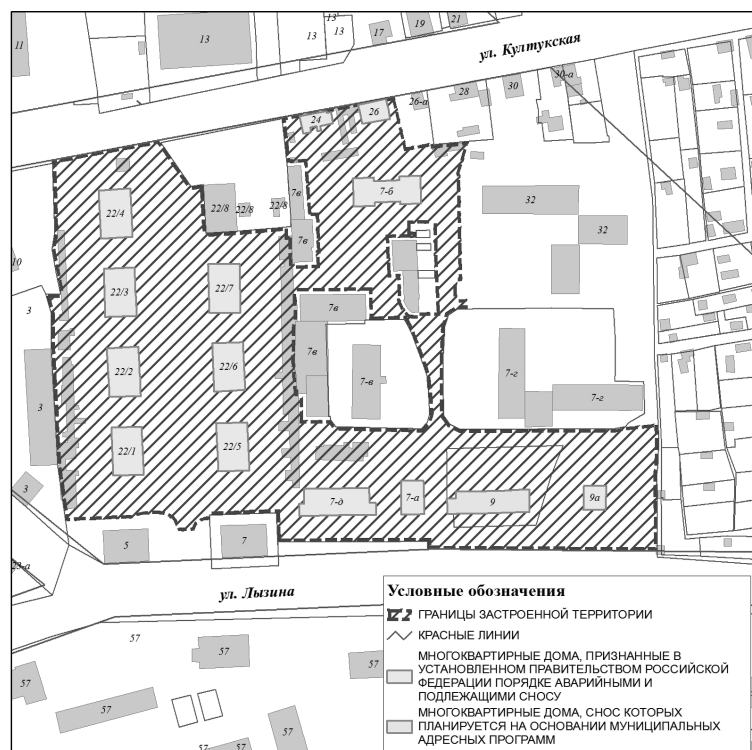 13
13
19
21
17
13
11
13
ул. Култукская
30-а
28
30
26-а
26
24
7-б
7в
22/8
22/8
22/8
22/4
32
32
7в
10
22/3
22/7
3
7в
7в
22/2
22/6
7-в
7-г
7-г
3
22/1
22/5
3
7-д
7-а
9
9а
5
7
23-а
ул. Лызина
57
57
57
57
57
57
57
57
Условные обозначения
ГРАНИЦЫ ЗАСТРОЕННОЙ ТЕРРИТОРИИ
КРАСНЫЕ ЛИНИИ
МНОГОКВАРТИРНЫЕ ДОМА, ПРИЗНАННЫЕ В
УСТАНОВЛЕННОМ ПРАВИТЕЛЬСТВОМ РОССИЙСКОЙ
ФЕДЕРАЦИИ ПОРЯДКЕ АВАРИЙНЫМИ И
ПОДЛЕЖАЩИМИ СНОСУ
МНОГОКВАРТИРНЫЕ ДОМА, СНОС КОТОРЫХ
ПЛАНИРУЕТСЯ НА ОСНОВАНИИ МУНИЦИПАЛЬНЫХ
АДРЕСНЫХ ПРОГРАММ